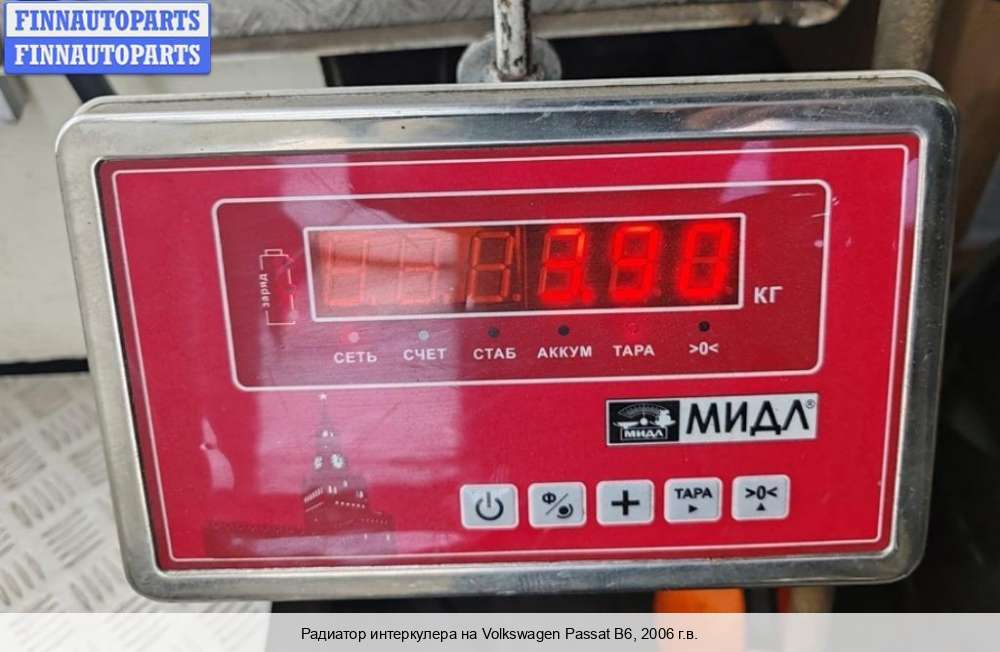 FINNAUTOPARTS
FINNAUTOPARTS
заряд
3.90
КГ
СЕТЬ СЧЕТ СТАБ АККУМ ТАРА >0<
МИДЛ
МИДЛ®
Ф ТАРА >0<
Радиатор интеркулера на Volkswagen Passat B6, 2006 г.в.